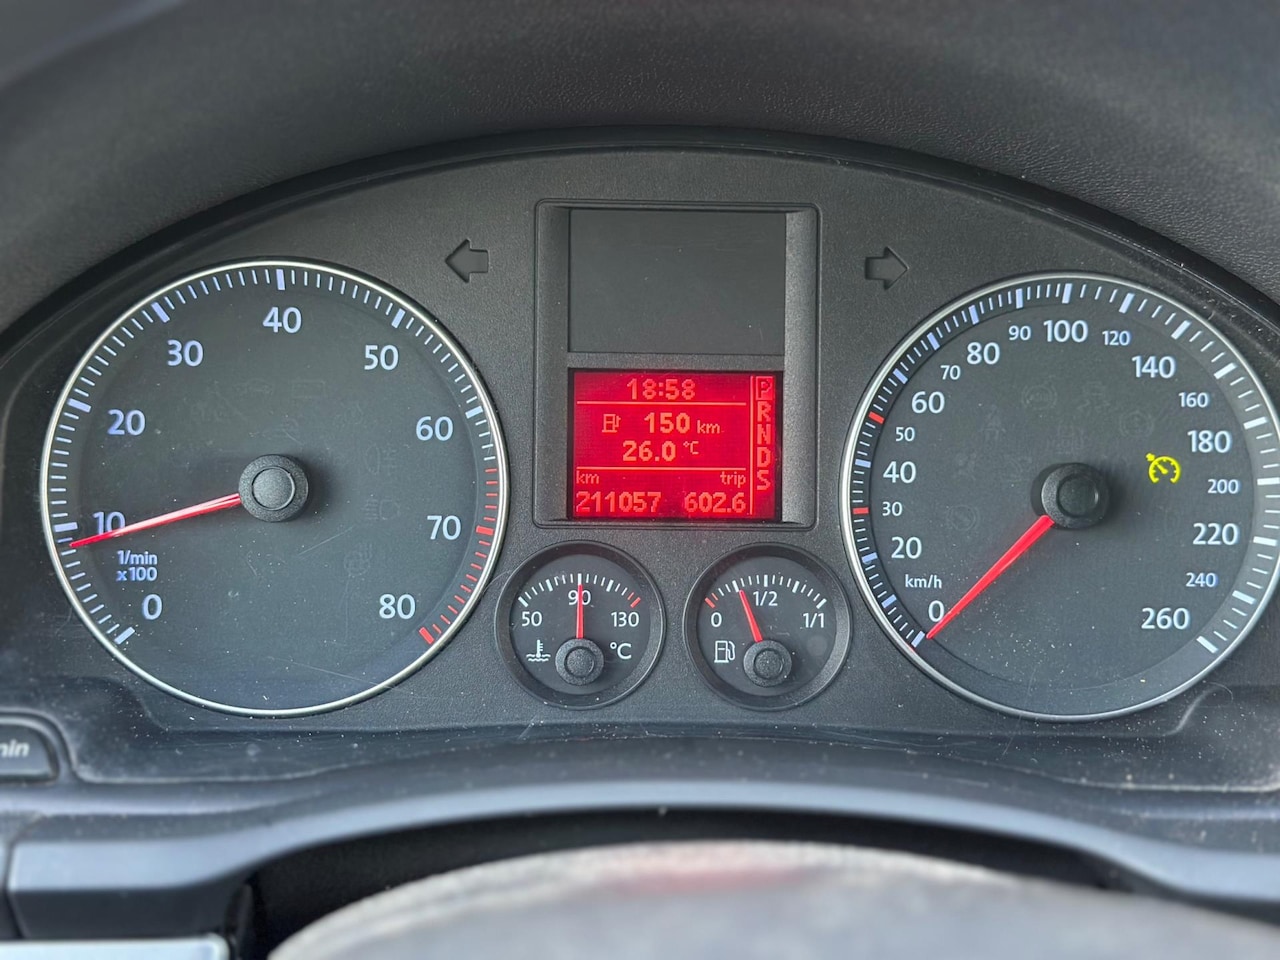 40
30
50
20
60
10
70
1/min
x100
0
80
18:58
150 km
26.0 °C
km trip
211057 602.6
P
R
N
D
S
90
50 130
°C
1/2
0 1/1
100
90 120
80 140
70
60 160
50 180
40
30 200
20 220
km/h 240
0 260
min